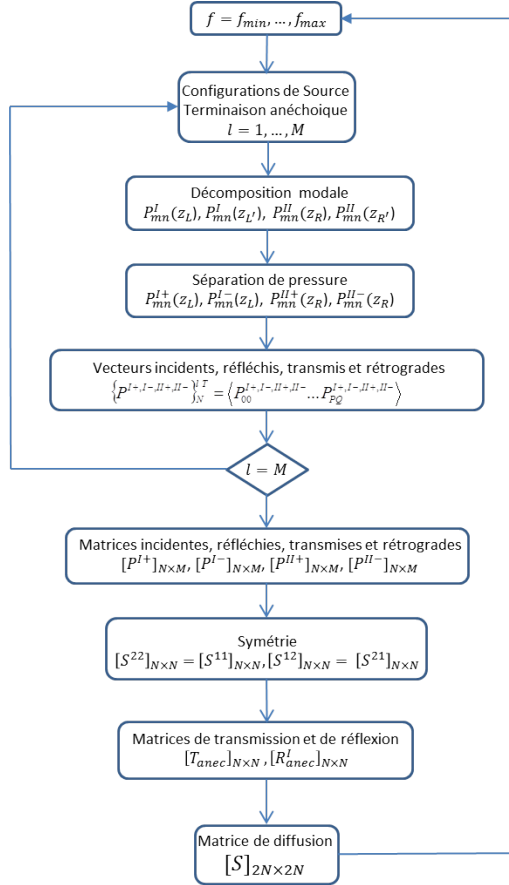 f = f_min, … , f_max
Configurations de Source
Terminaison anéchoique
l = 1, … , M
Décomposition modale
P^I_mn(z_L), P^I_mn(z_L′), P^II_mn(z_R), P^II_mn(z_R′)
Séparation de pressure
P^I+_mn(z_L), P^I−_mn(z_L), P^II+_mn(z_R), P^II−_mn(z_R)
Vecteurs incidents, réfléchis, transmis et rétrogrades
{P^I+,I−,II+,II−}^l T_N = ⟨P^I+,I−,II+,II−_00 … P^I+,I−,II+,II−_PQ⟩
l = M
Matrices incidentes, réfléchies, transmises et rétrogrades
[P^I+]_N×M, [P^I−]_N×M, [P^II+]_N×M, [P^II−]_N×M
Symétrie
[S^22]_N×N = [S^11]_N×N, [S^12]_N×N = [S^21]_N×N
Matrices de transmission et de réflexion
[T_anec]_N×N , [R^I_anec]_N×N
Matrice de diffusion
[S]_2N×2N